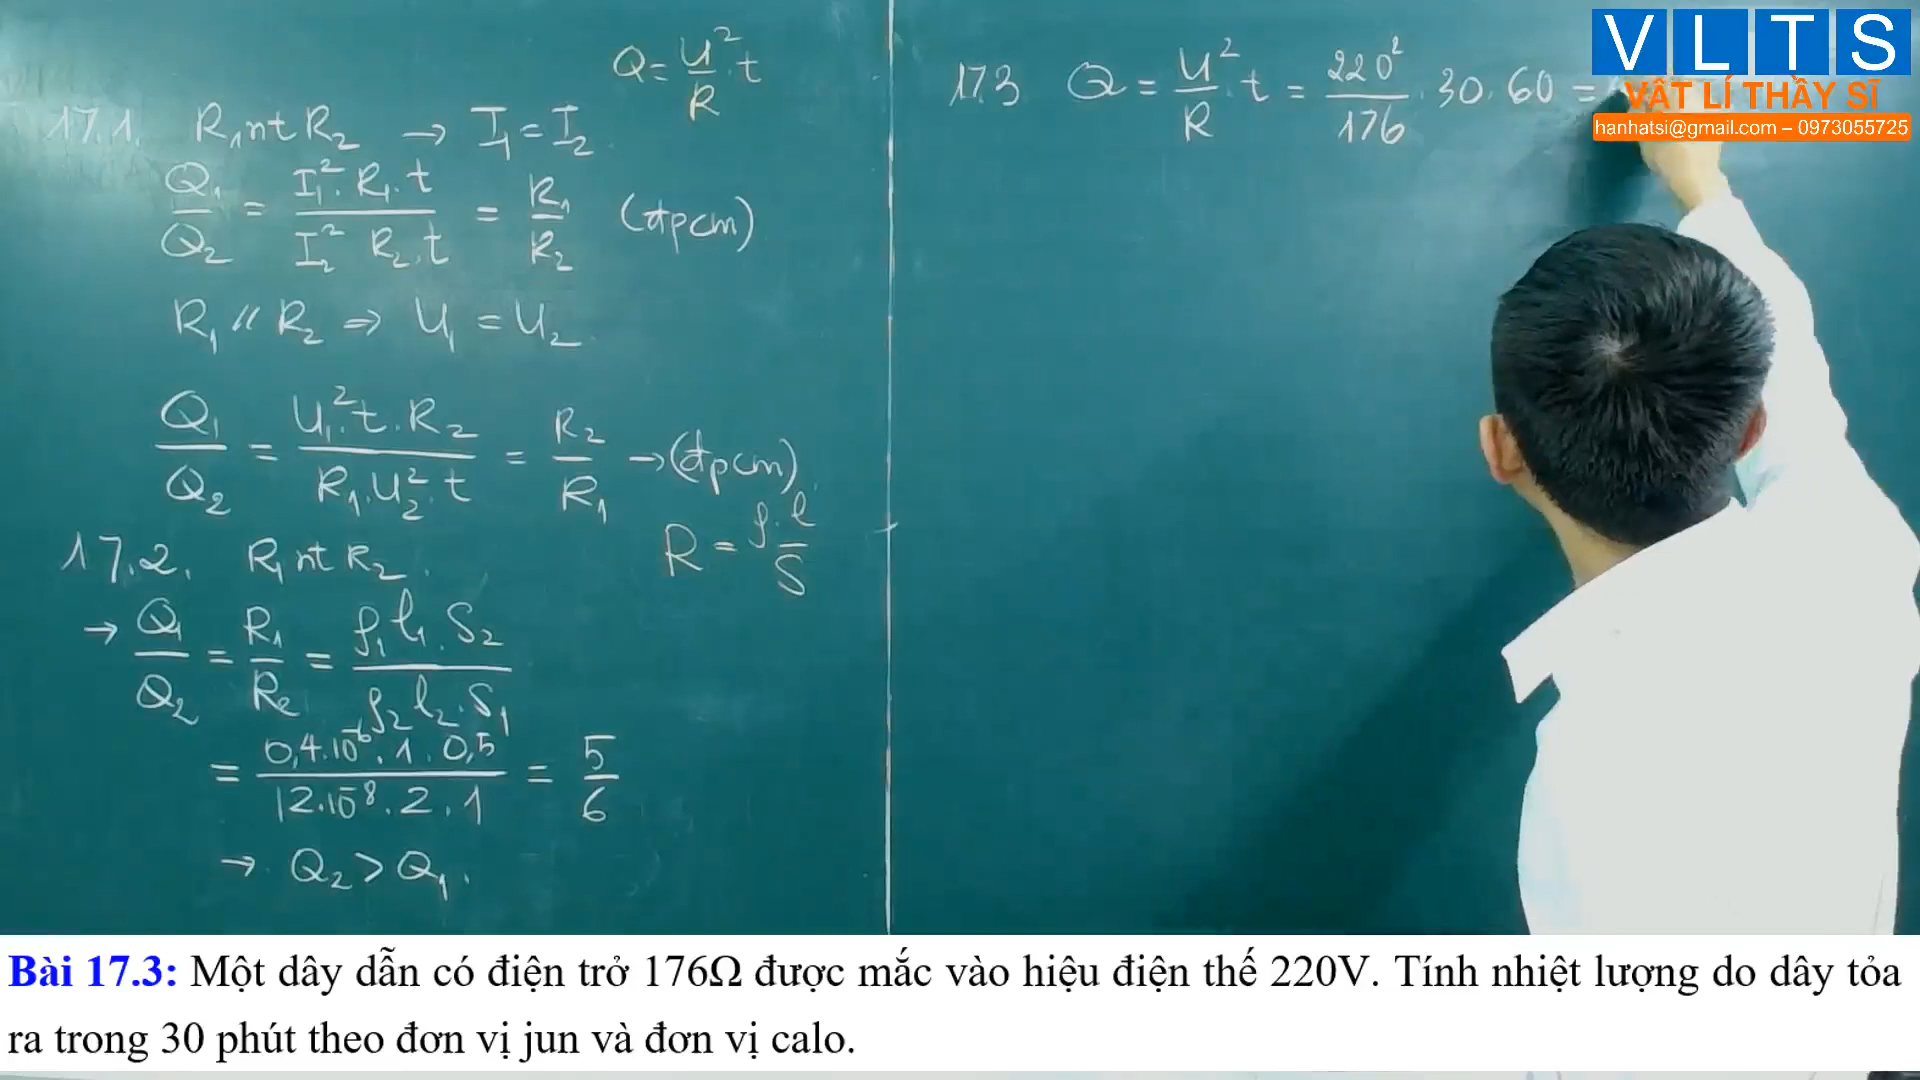 Q = U²/R . t
17.1. R₁ nt R₂ → I₁ = I₂
Q₁/Q₂ = I₁².R₁.t / I₂² R₂.t = R₁/R₂ (đpcm)
R₁ // R₂ ⇒ U₁ = U₂
Q₁/Q₂ = U₁².t.R₂ / R₁.U₂².t = R₂/R₁ → (đpcm)
R = ρ.l/S
17.2. R₁ nt R₂.
→ Q₁/Q₂ = R₁/R₂ = ρ₁l₁.S₂ / ρ₂l₂.S₁
= 0,4.10⁻⁶.1.0,5 / 12.10⁻⁸.2.1 = 5/6
→ Q₂ > Q₁.
17.3 Q = U²/R . t = 220²/176 . 30.60 =
VLTS
VẬT LÍ THẦY SĨ
hanhatsi@gmail.com – 0973055725
Bài 17.3: Một dây dẫn có điện trở 176Ω được mắc vào hiệu điện thế 220V. Tính nhiệt lượng do dây tỏa
ra trong 30 phút theo đơn vị jun và đơn vị calo.